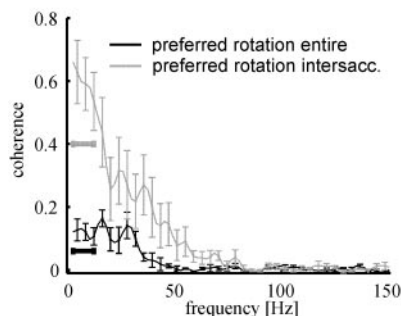 0.8
preferred rotation entire
preferred rotation intersacc.
0.6
0.4
0.2
0
coherence
0 50 100 150
frequency [Hz]